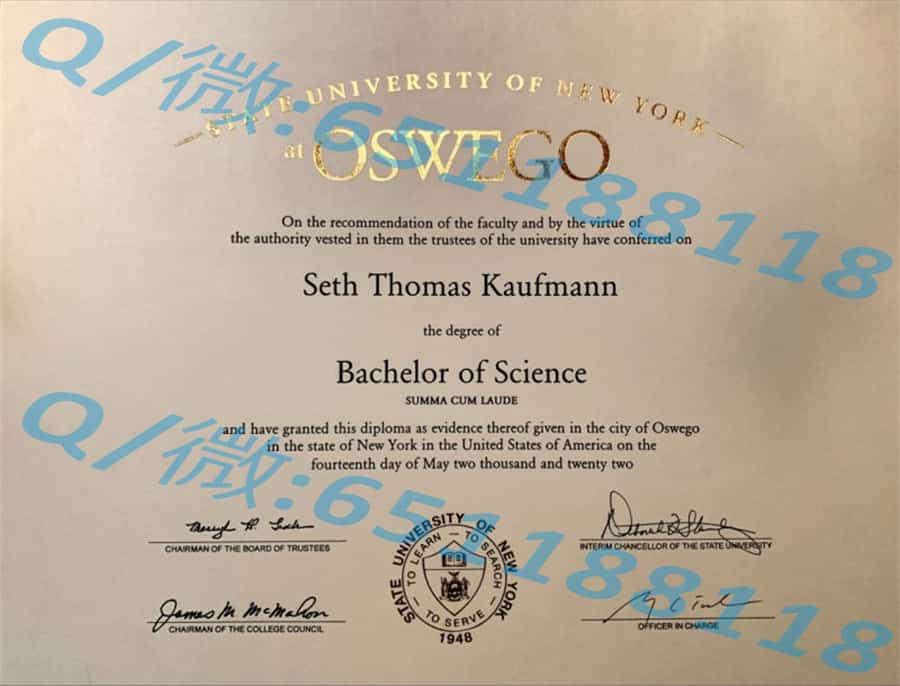 STATE UNIVERSITY OF NEW YORK
at OSWEGO
On the recommendation of the faculty and by the virtue of
the authority vested in them the trustees of the university have conferred on
Seth Thomas Kaufmann
the degree of
Bachelor of Science
SUMMA CUM LAUDE
and have granted this diploma as evidence thereof given in the city of Oswego
in the state of New York in the United States of America on the
fourteenth day of May two thousand and twenty two
CHAIRMAN OF THE BOARD OF TRUSTEES
INTERIM CHANCELLOR OF THE STATE UNIVERSITY
James M McMahon
CHAIRMAN OF THE COLLEGE COUNCIL
OFFICER IN CHARGE
STATE UNIVERSITY OF NEW YORK
TO LEARN — TO SEARCH — TO SERVE
1948
Q/微:651188118
Q/微:651188118